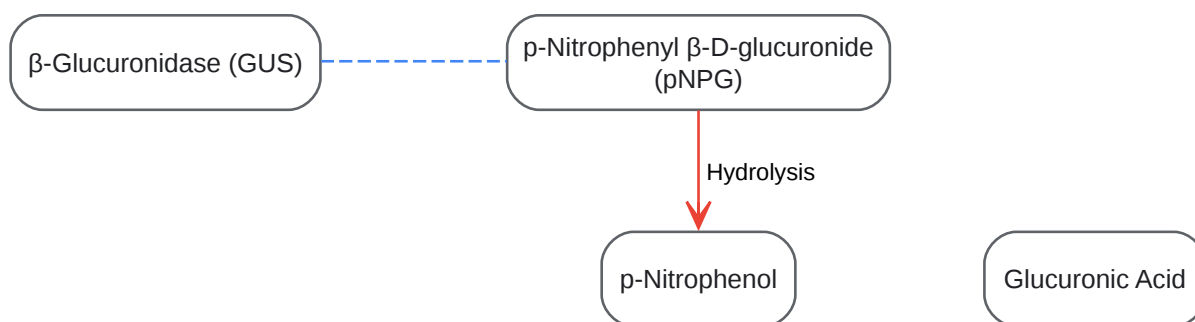 β-Glucuronidase (GUS)
p-Nitrophenyl β-D-glucuronide
(pNPG)
Hydrolysis
p-Nitrophenol
Glucuronic Acid